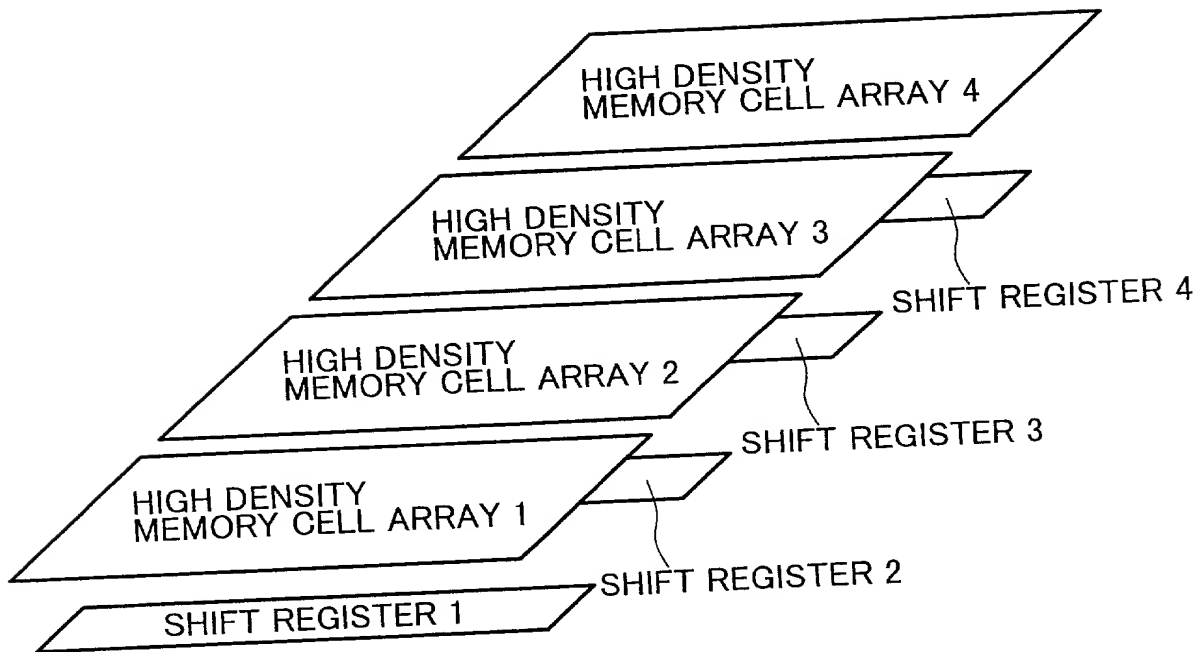 HIGH DENSITY
MEMORY CELL ARRAY 4
HIGH DENSITY
MEMORY CELL ARRAY 3
SHIFT REGISTER 4
HIGH DENSITY
MEMORY CELL ARRAY 2
SHIFT REGISTER 3
HIGH DENSITY
MEMORY CELL ARRAY 1
SHIFT REGISTER 2
SHIFT REGISTER 1